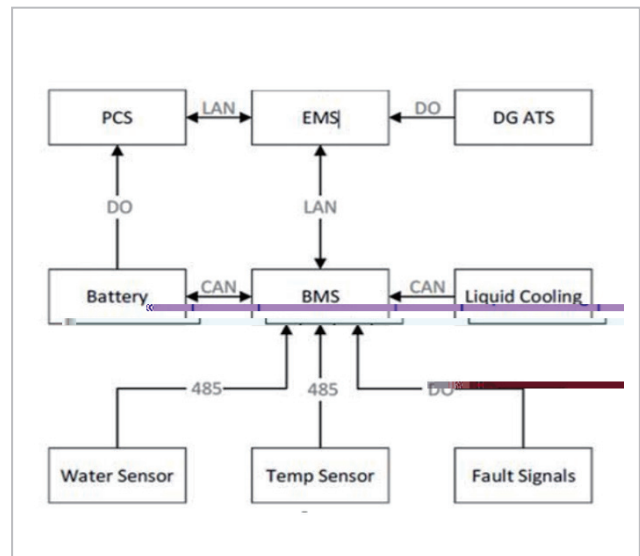 PCS
LAN
EMS
DO
DG ATS
DO
LAN
Battery
CAN
BMS
CAN
Liquid Cooling
485
485
DO
Water Sensor
Temp Sensor
Fault Signals